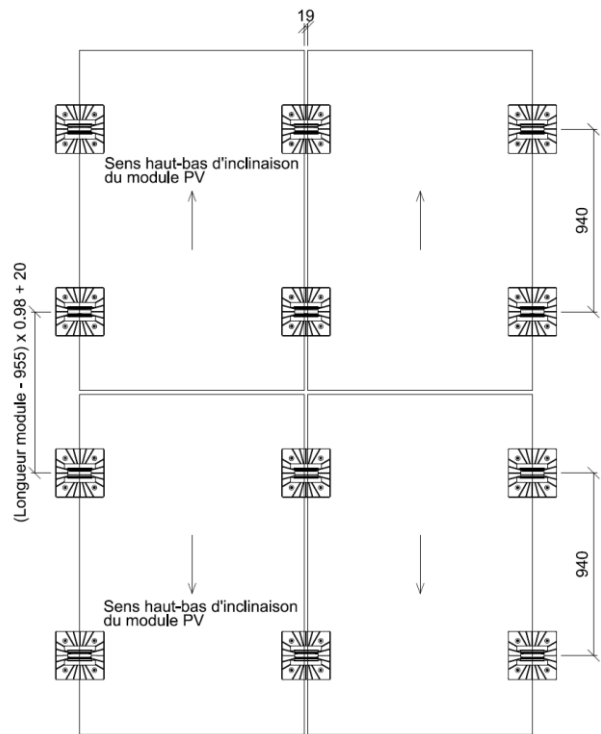 19
Sens haut-bas d'inclinaison
du module PV
940
(Longueur module - 955) x 0.98 + 20
940
Sens haut-bas d'inclinaison
du module PV